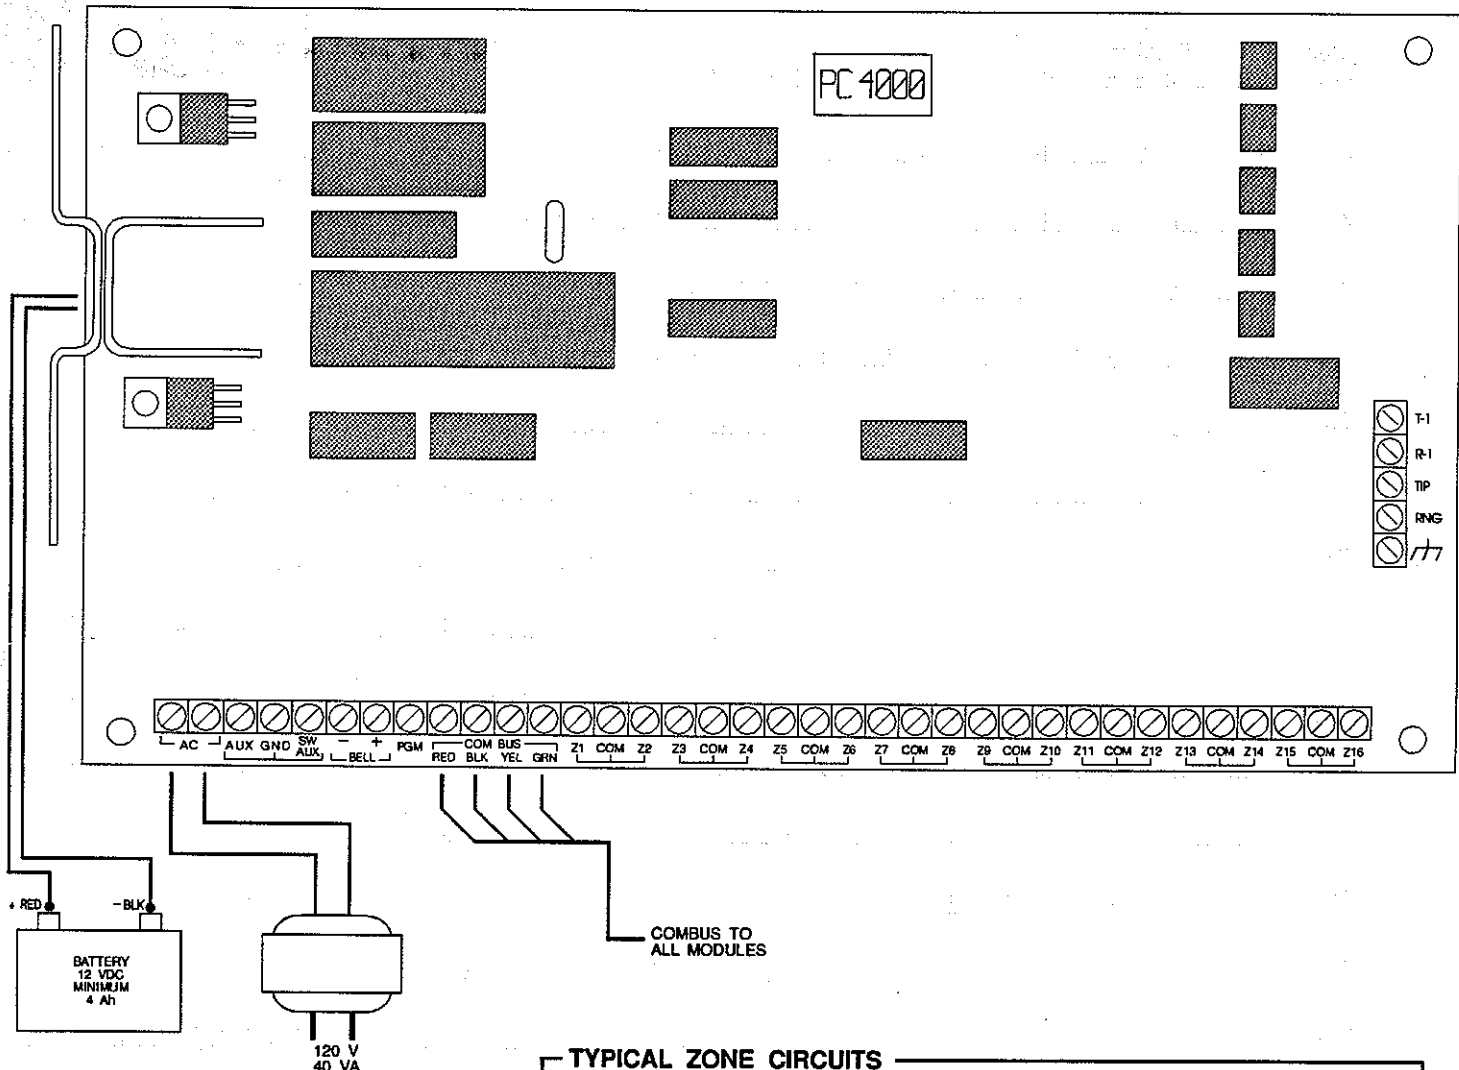 PC4000
T-1
R-1
TIP
RNG
AC AUX GND SW AUX - + BELL PGM COM BUS RED BLK YEL GRN Z1 COM Z2 Z3 COM Z4 Z5 COM Z6 Z7 COM Z8 Z9 COM Z10 Z11 COM Z12 Z13 COM Z14 Z15 COM Z16
+ RED
- BLK
BATTERY
12 VDC
MINIMUM
4 Ah
120 V
40 VA
COMBUS TO
ALL MODULES
TYPICAL ZONE CIRCUITS